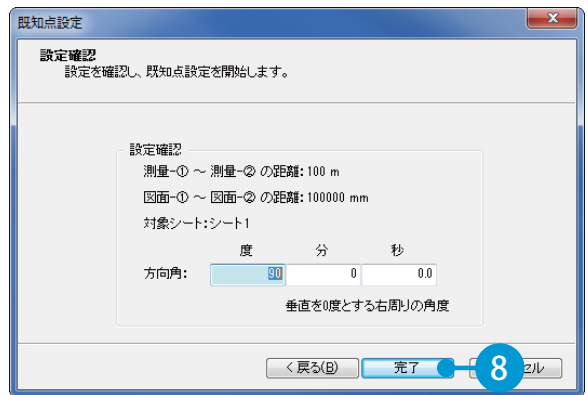 既知点設定
設定確認
設定を確認し、既知点設定を開始します。
設定確認
測量-① ～ 測量-② の距離: 100 m
図面-① ～ 図面-② の距離: 100000 mm
対象シート:シート1
度 分 秒
方向角: 90 0 0.0
垂直を0度とする右周りの角度
< 戻る(B) 完了 8 セル